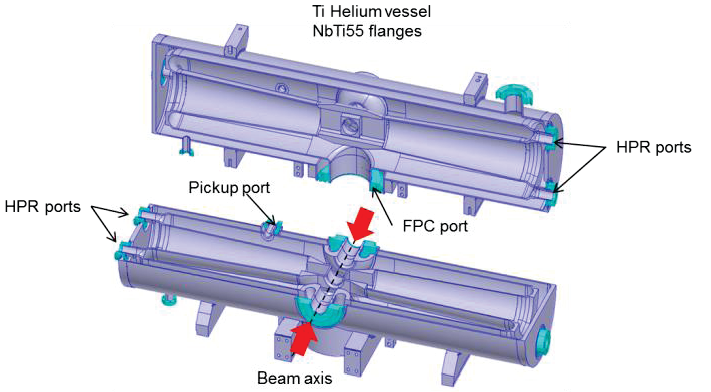 Ti Helium vessel
NbTi55 flanges
HPR ports
Pickup port
HPR ports
FPC port
Beam axis